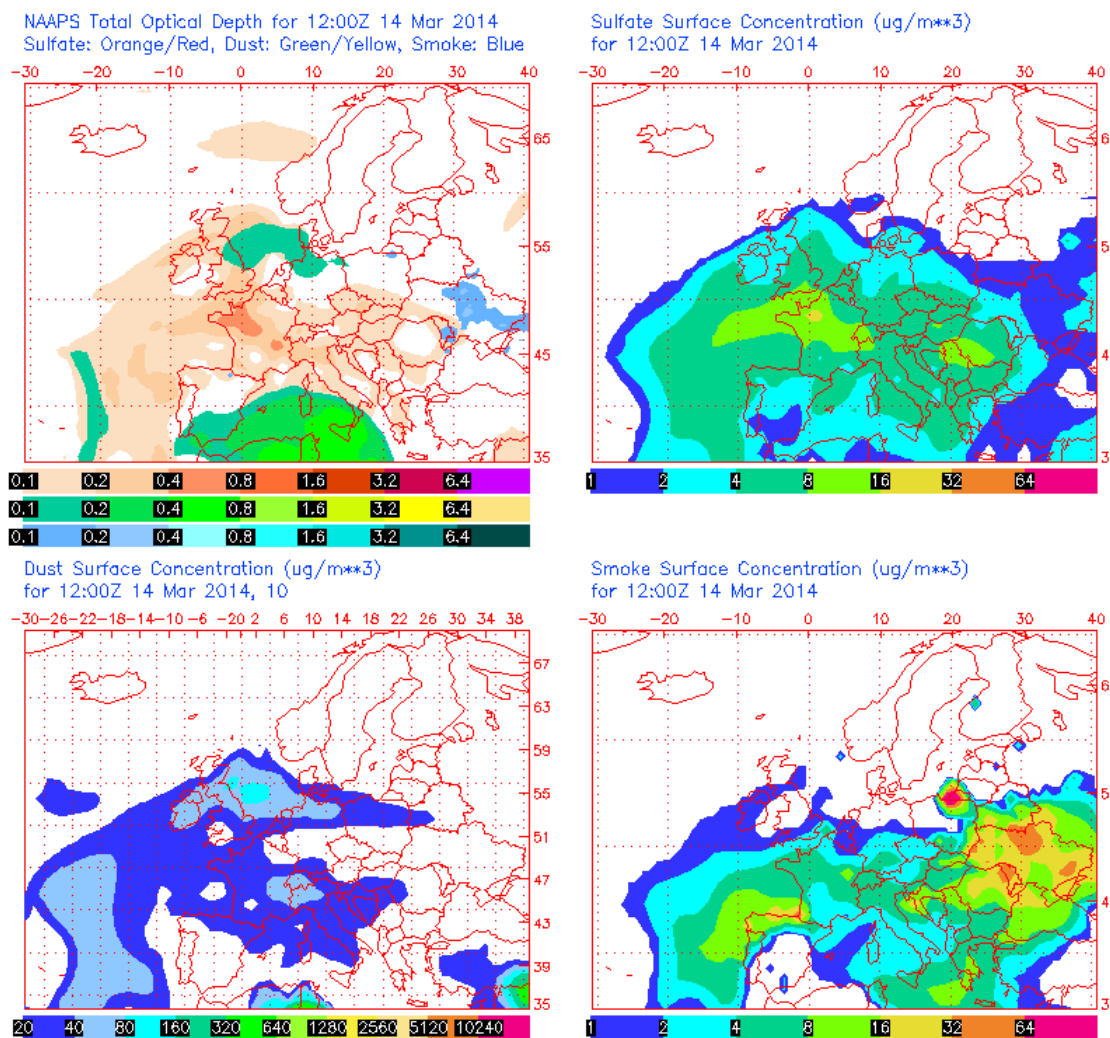 NAAPS Total Optical Depth for 12:00Z 14 Mar 2014
Sulfate: Orange/Red, Dust: Green/Yellow, Smoke: Blue
-30 -20 -10 0 10 20 30 40
65
55
45
35
0.1 0.2 0.4 0.8 1.6 3.2 6.4
0.1 0.2 0.4 0.8 1.6 3.2 6.4
0.1 0.2 0.4 0.8 1.6 3.2 6.4
Sulfate Surface Concentration (ug/m**3)
for 12:00Z 14 Mar 2014
-30 -20 -10 0 10 20 30 40
6
5
4
3
1 2 4 8 16 32 64
Dust Surface Concentration (ug/m**3)
for 12:00Z 14 Mar 2014, 10
-30-26-22-18-14-10 -6 -20 2 6 10 14 18 22 26 30 34 38
67
63
59
55
51
47
43
39
35
20 40 80 160 320 640 1280 2560 5120 10240
Smoke Surface Concentration (ug/m**3)
for 12:00Z 14 Mar 2014
-30 -20 -10 0 10 20 30 40
6
5
4
3
1 2 4 8 16 32 64